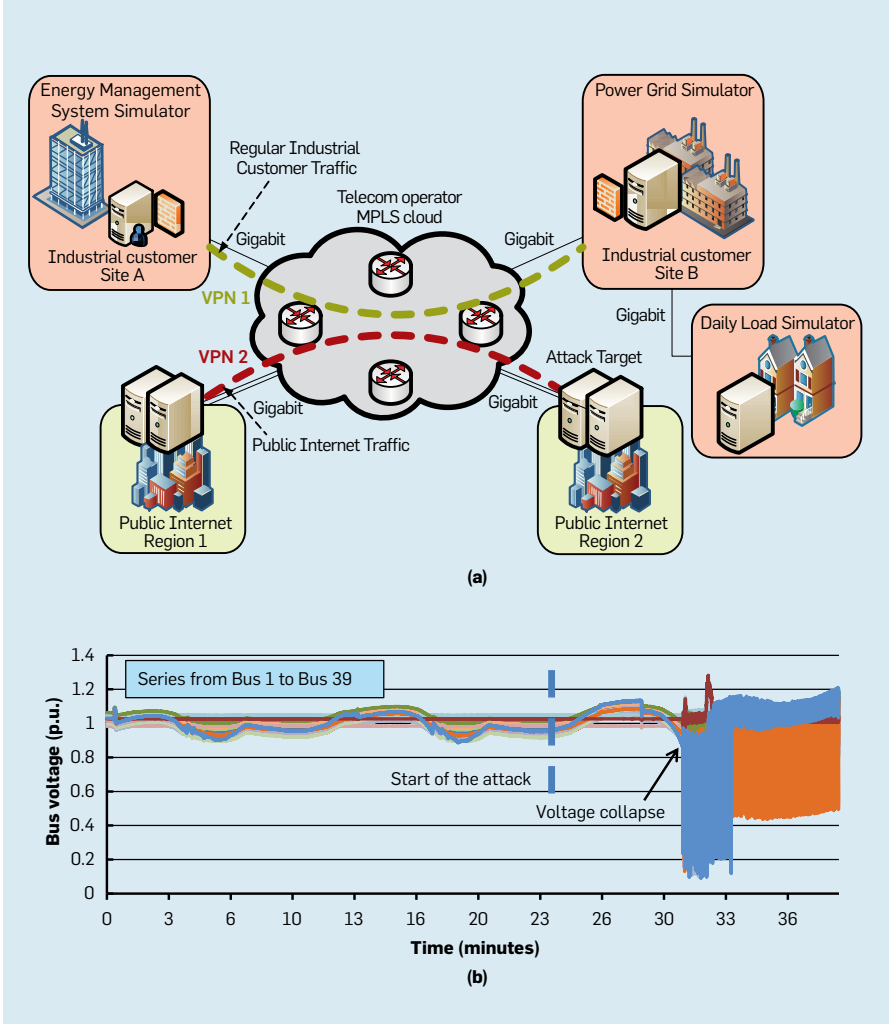 Energy Management
System Simulator
Industrial customer
Site A
Regular Industrial
Customer Traffic
Gigabit
Telecom operator
MPLS cloud
Gigabit
Power Grid Simulator
Industrial customer
Site B
Gigabit
Daily Load Simulator
VPN 1
VPN 2
Gigabit
Public Internet Traffic
Attack Target
Gigabit
Public Internet
Region 1
Public Internet
Region 2
(a)
Bus voltage (p.u.)
1.4
1.2
1
0.8
0.6
0.4
0.2
0
Series from Bus 1 to Bus 39
Start of the attack
Voltage collapse
0 3 6 10 13 16 20 23 26 30 33 36
Time (minutes)
(b)